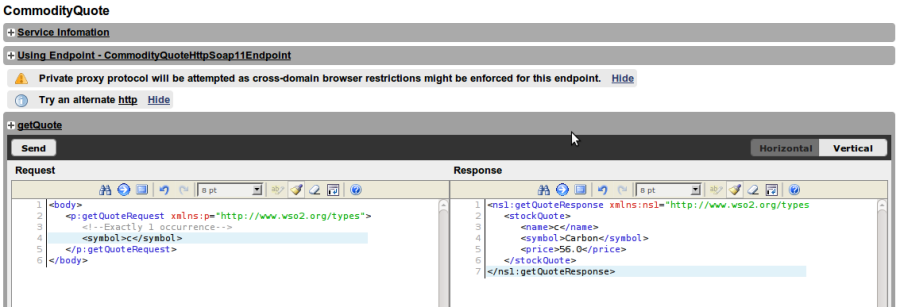 CommodityQuote
Service Infomation
Using Endpoint - CommodityQuoteHttpSoap11Endpoint
Private proxy protocol will be attempted as cross-domain browser restrictions might be enforced for this endpoint. Hide
Try an alternate http Hide
getQuote
Send Horizontal Vertical
Request
8 pt
1 <body>
2 <p:getQuoteRequest xmlns:p="http://www.wso2.org/types">
3 <!--Exactly 1 occurrence-->
4 <symbol>c</symbol>
5 </p:getQuoteRequest>
6 </body>
Response
8 pt
1 <ns1:getQuoteResponse xmlns:ns1="http://www.wso2.org/types
2 <stockQuote>
3 <name>c</name>
4 <symbol>Carbon</symbol>
5 <price>56.0</price>
6 </stockQuote>
7 </ns1:getQuoteResponse>